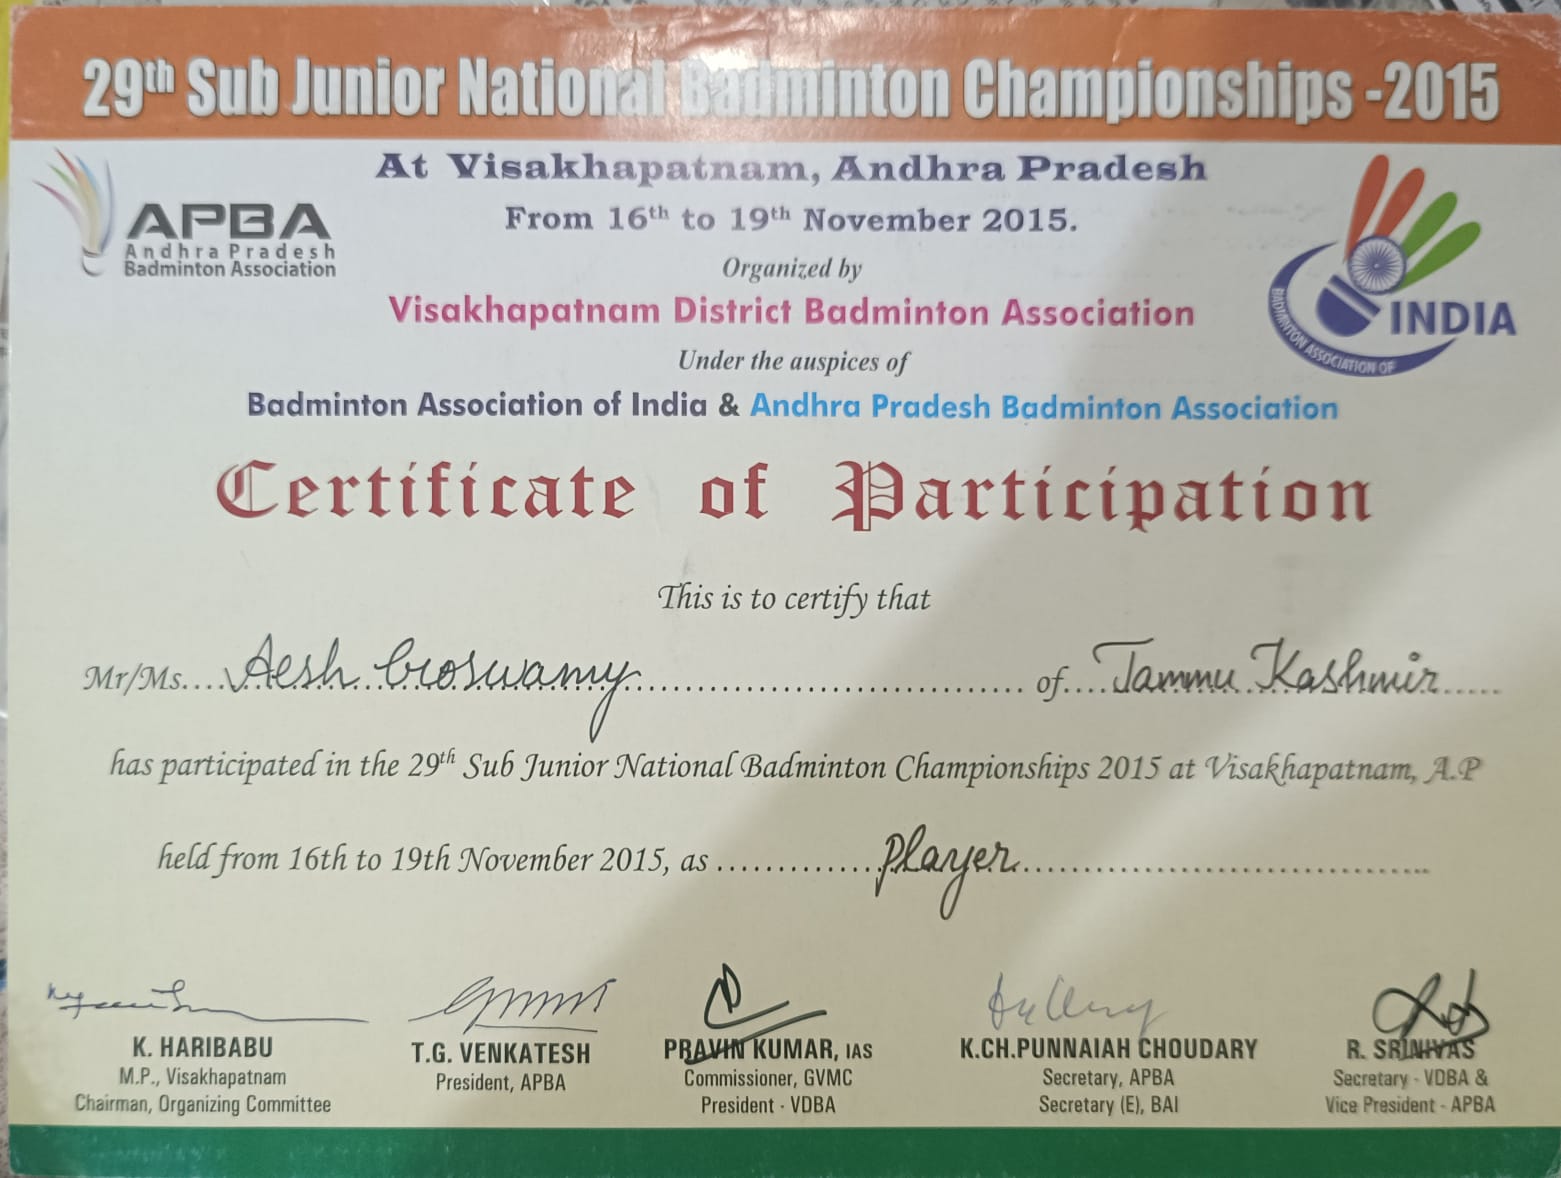 29th Sub Junior National Badminton Championships -2015
At Visakhapatnam, Andhra Pradesh
From 16th to 19th November 2015.
APBA
Andhra Pradesh
Badminton Association
Organized by
Visakhapatnam District Badminton Association
INDIA
BADMINTON ASSOCIATION OF
Under the auspices of
Badminton Association of India & Andhra Pradesh Badminton Association
Certificate of Participation
This is to certify that
Mr/Ms....Aesh Goswamy.............................. of....Jammu Kashmir......
has participated in the 29th Sub Junior National Badminton Championships 2015 at Visakhapatnam, A.P
held from 16th to 19th November 2015, as .............player........................................
K. HARIBABU
M.P., Visakhapatnam
Chairman, Organizing Committee
T.G. VENKATESH
President, APBA
PRAVIN KUMAR, IAS
Commissioner, GVMC
President - VDBA
K.CH.PUNNAIAH CHOUDARY
Secretary, APBA
Secretary (E), BAI
R. SRINIVAS
Secretary - VDBA &
Vice President - APBA